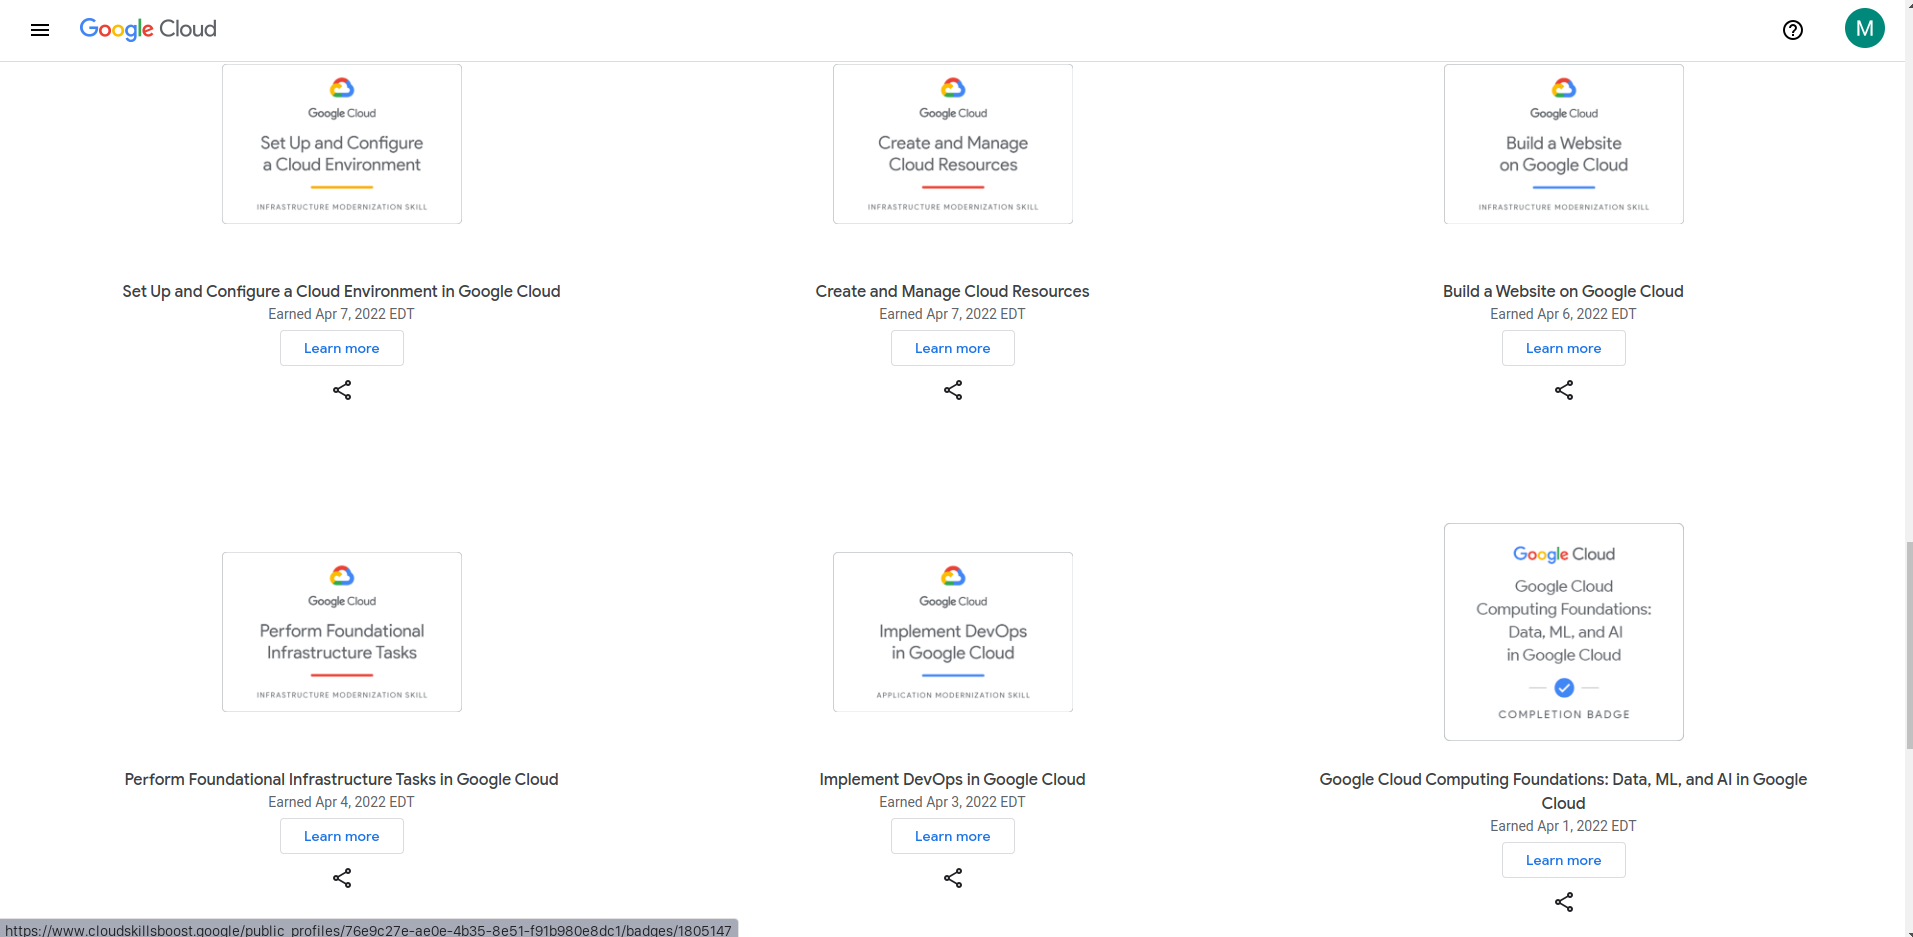 Google Cloud
M
Google Cloud
Set Up and Configure
a Cloud Environment
INFRASTRUCTURE MODERNIZATION SKILL
Set Up and Configure a Cloud Environment in Google Cloud
Earned Apr 7, 2022 EDT
Learn more
Google Cloud
Create and Manage
Cloud Resources
INFRASTRUCTURE MODERNIZATION SKILL
Create and Manage Cloud Resources
Earned Apr 7, 2022 EDT
Learn more
Google Cloud
Build a Website
on Google Cloud
INFRASTRUCTURE MODERNIZATION SKILL
Build a Website on Google Cloud
Earned Apr 6, 2022 EDT
Learn more
Google Cloud
Perform Foundational
Infrastructure Tasks
INFRASTRUCTURE MODERNIZATION SKILL
Perform Foundational Infrastructure Tasks in Google Cloud
Earned Apr 4, 2022 EDT
Learn more
Google Cloud
Implement DevOps
in Google Cloud
APPLICATION MODERNIZATION SKILL
Implement DevOps in Google Cloud
Earned Apr 3, 2022 EDT
Learn more
Google Cloud
Google Cloud
Computing Foundations:
Data, ML, and AI
in Google Cloud
COMPLETION BADGE
Google Cloud Computing Foundations: Data, ML, and AI in Google
Cloud
Earned Apr 1, 2022 EDT
Learn more
https://www.cloudskillsboost.google/public_profiles/76e9c27e-ae0e-4b35-8e51-f91b980e8dc1/badges/1805147